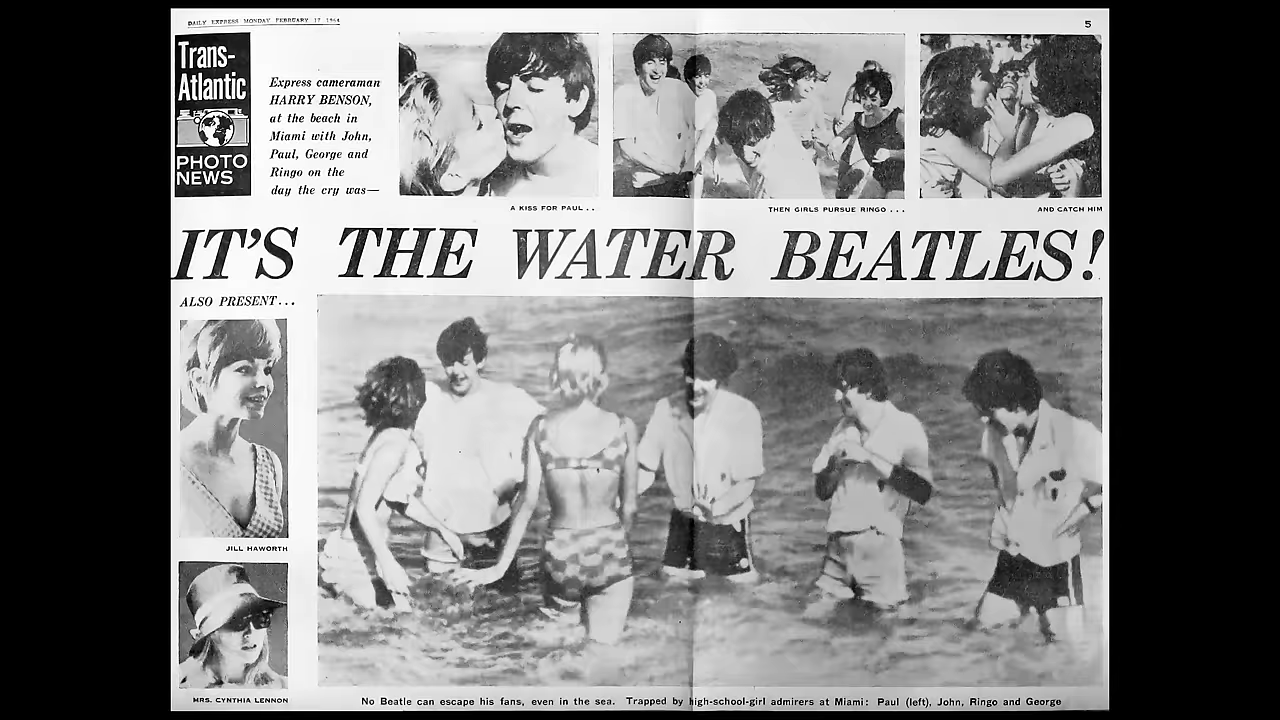 DAILY EXPRESS MONDAY FEBRUARY 17 1964
5
Trans-
Atlantic
PHOTO
NEWS
Express cameraman
HARRY BENSON,
at the beach in
Miami with John,
Paul, George and
Ringo on the
day the cry was—
A KISS FOR PAUL . .
THEN GIRLS PURSUE RINGO . . .
AND CATCH HIM
IT'S THE WATER BEATLES!
ALSO PRESENT...
JILL HAWORTH
MRS. CYNTHIA LENNON
No Beatle can escape his fans, even in the sea. Trapped by high-school-girl admirers at Miami: Paul (left), John, Ringo and George